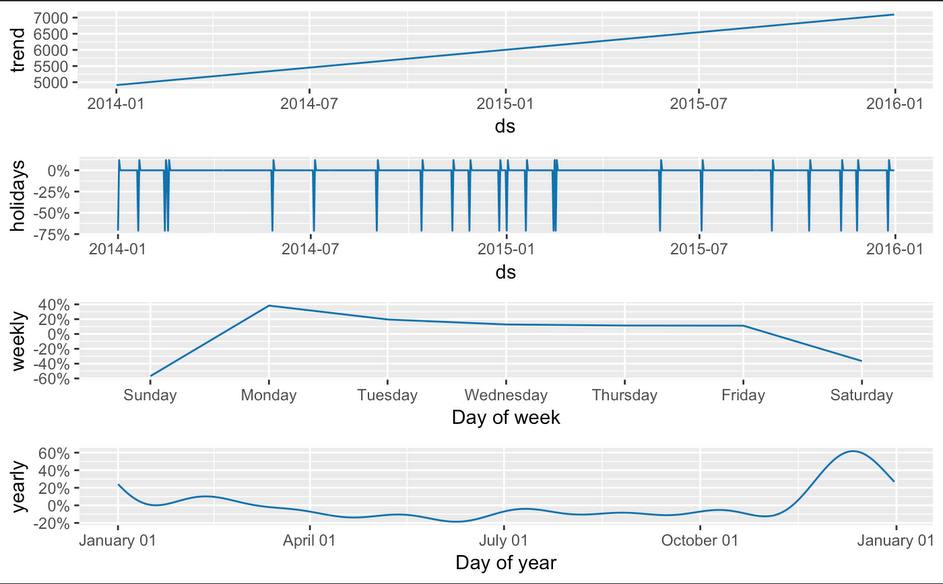 trend
7000
6500
6000
5500
5000
2014-01 2014-07 2015-01 2015-07 2016-01
ds
holidays
0%
-25%
-50%
-75%
2014-01 2014-07 2015-01 2015-07 2016-01
ds
weekly
40%
20%
0%
-20%
-40%
-60%
Sunday Monday Tuesday Wednesday Thursday Friday Saturday
Day of week
yearly
60%
40%
20%
0%
-20%
January 01 April 01 July 01 October 01 January 01
Day of year